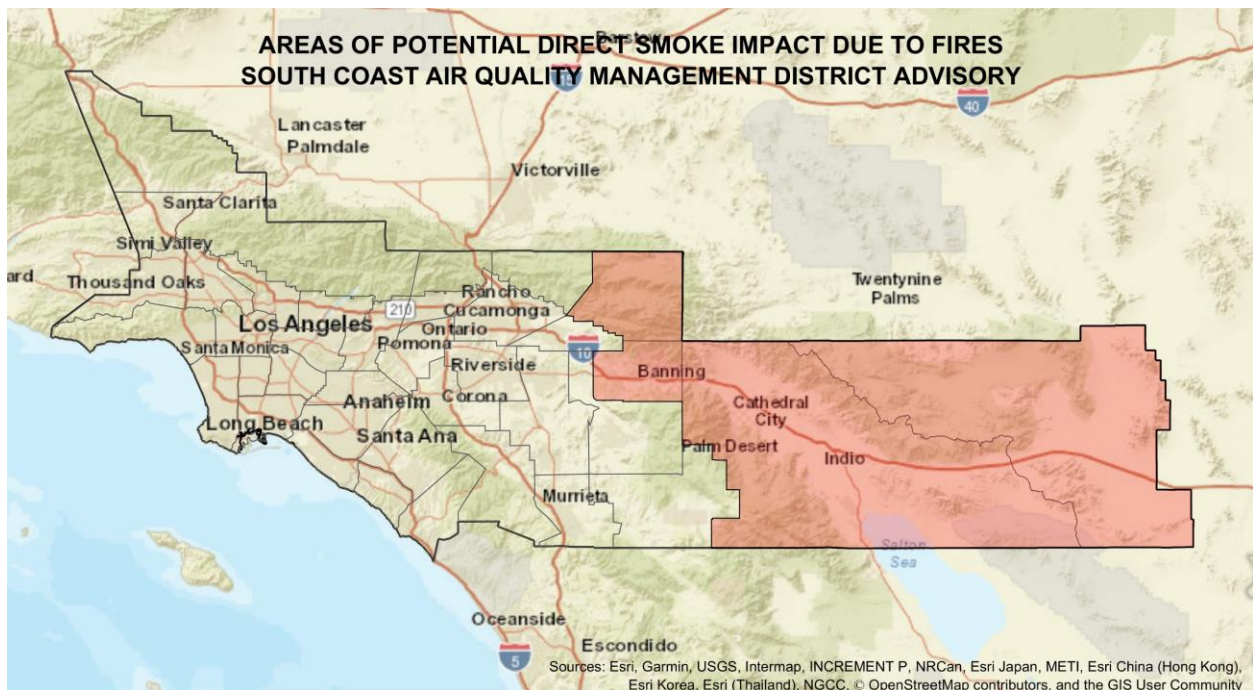 AREAS OF POTENTIAL DIRECT SMOKE IMPACT DUE TO FIRES
Barstow
SOUTH COAST AIR QUALITY MANAGEMENT DISTRICT ADVISORY
15
40
Lancaster
Palmdale
Victorville
Santa Clarita
Simi Valley
ard
Thousand Oaks
Twentynine
Palms
Rancho
Cucamonga
210
Los Angeles
Ontario
Pomona
Santa Monica
10
Riverside
Banning
Corona
Anaheim
Cathedral
City
Long Beach
Santa Ana
Palm Desert
Indio
Murrieta
Salton
Sea
Oceanside
Escondido
5
Sources: Esri, Garmin, USGS, Intermap, INCREMENT P, NRCan, Esri Japan, METI, Esri China (Hong Kong),
Esri Korea, Esri (Thailand), NGCC, © OpenStreetMap contributors, and the GIS User Community